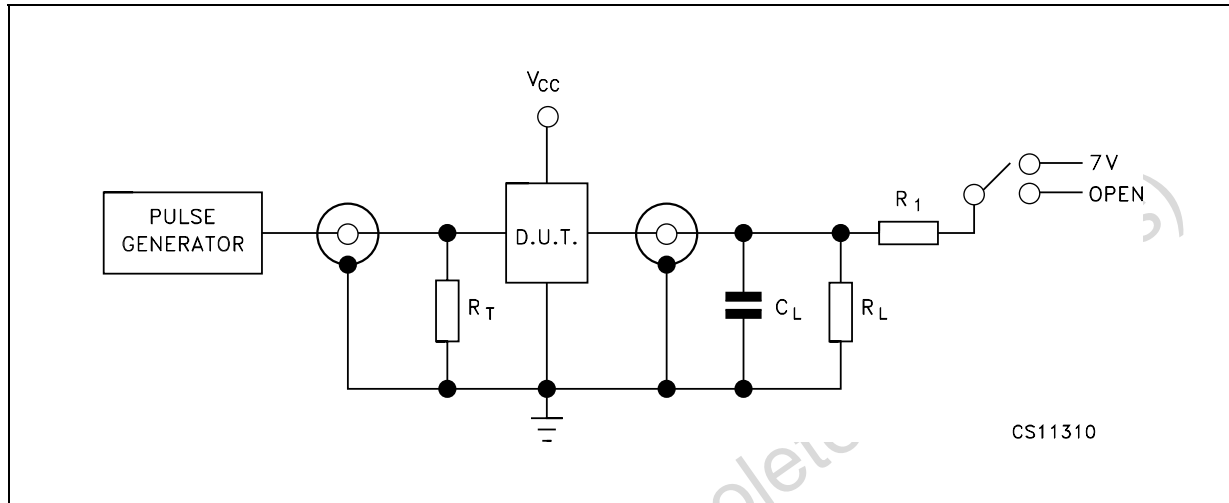 VCC
PULSE
GENERATOR
D.U.T.
RT
CL
RL
R1
7V
OPEN
CS11310